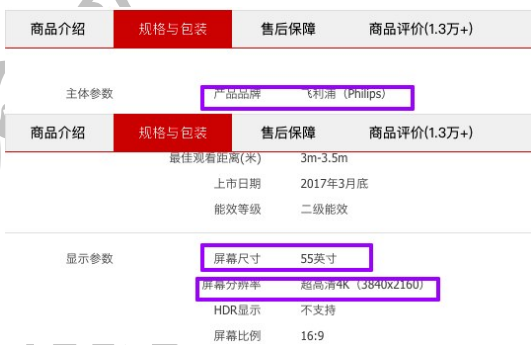 商品介绍 规格与包装 售后保障 商品评价(1.3万+)
主体参数 产品品牌 飞利浦（Philips）
商品介绍 规格与包装 售后保障 商品评价(1.3万+)
最佳观看距离(米) 3m-3.5m
上市日期 2017年3月底
能效等级 二级能效
显示参数 屏幕尺寸 55英寸
屏幕分辨率 超高清4K（3840x2160）
HDR显示 不支持
屏幕比例 16:9